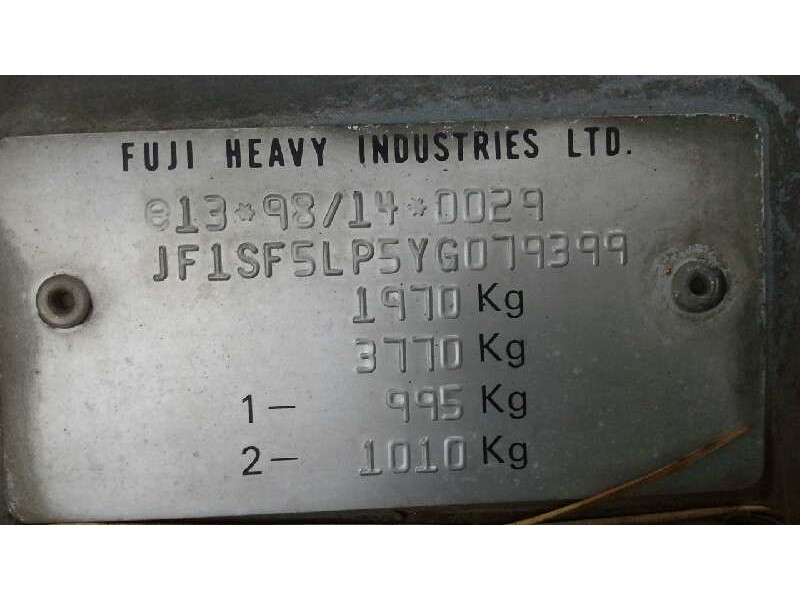 FUJI HEAVY INDUSTRIES LTD.
e13*98/14*0029
JF1SF5LP5YG079399
1970 Kg
3770 Kg
1- 995 Kg
2- 1010 Kg